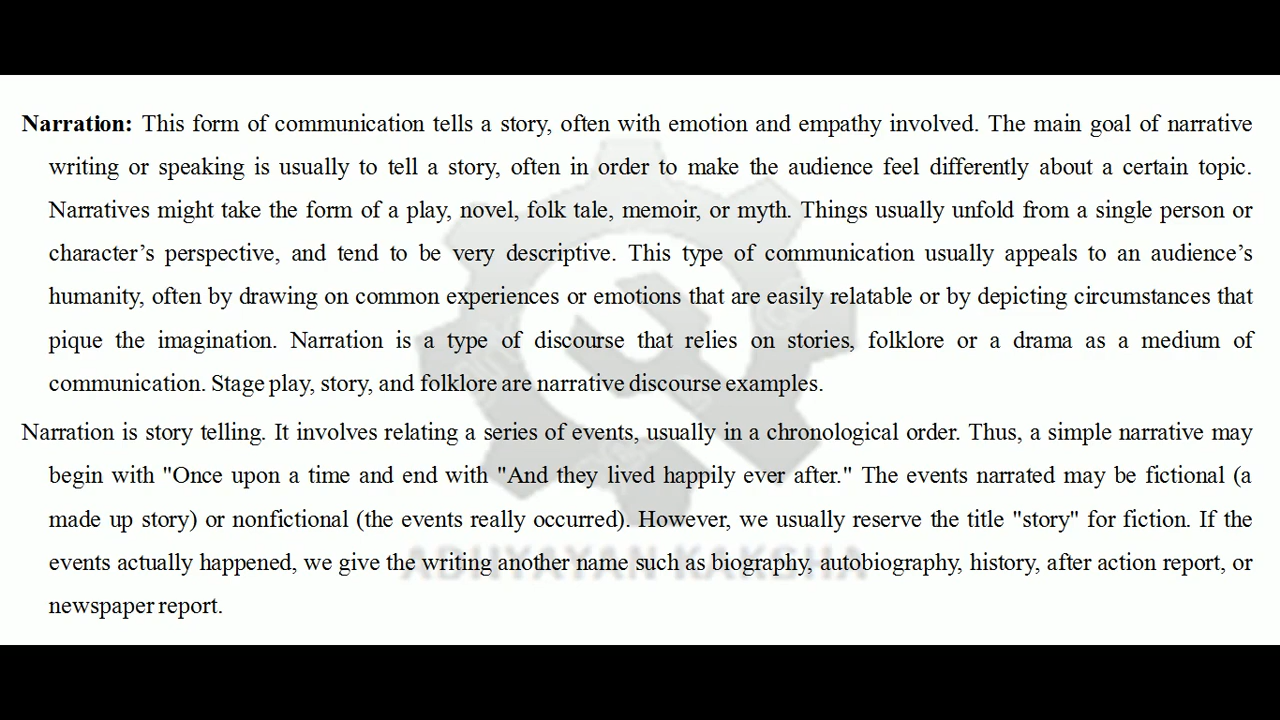 Narration: This form of communication tells a story, often with emotion and empathy involved. The main goal of narrative
writing or speaking is usually to tell a story, often in order to make the audience feel differently about a certain topic.
Narratives might take the form of a play, novel, folk tale, memoir, or myth. Things usually unfold from a single person or
character’s perspective, and tend to be very descriptive. This type of communication usually appeals to an audience’s
humanity, often by drawing on common experiences or emotions that are easily relatable or by depicting circumstances that
pique the imagination. Narration is a type of discourse that relies on stories, folklore or a drama as a medium of
communication. Stage play, story, and folklore are narrative discourse examples.
Narration is story telling. It involves relating a series of events, usually in a chronological order. Thus, a simple narrative may
begin with "Once upon a time and end with "And they lived happily ever after." The events narrated may be fictional (a
made up story) or nonfictional (the events really occurred). However, we usually reserve the title "story" for fiction. If the
events actually happened, we give the writing another name such as biography, autobiography, history, after action report, or
ADHYAYAN KAKSHA
newspaper report.